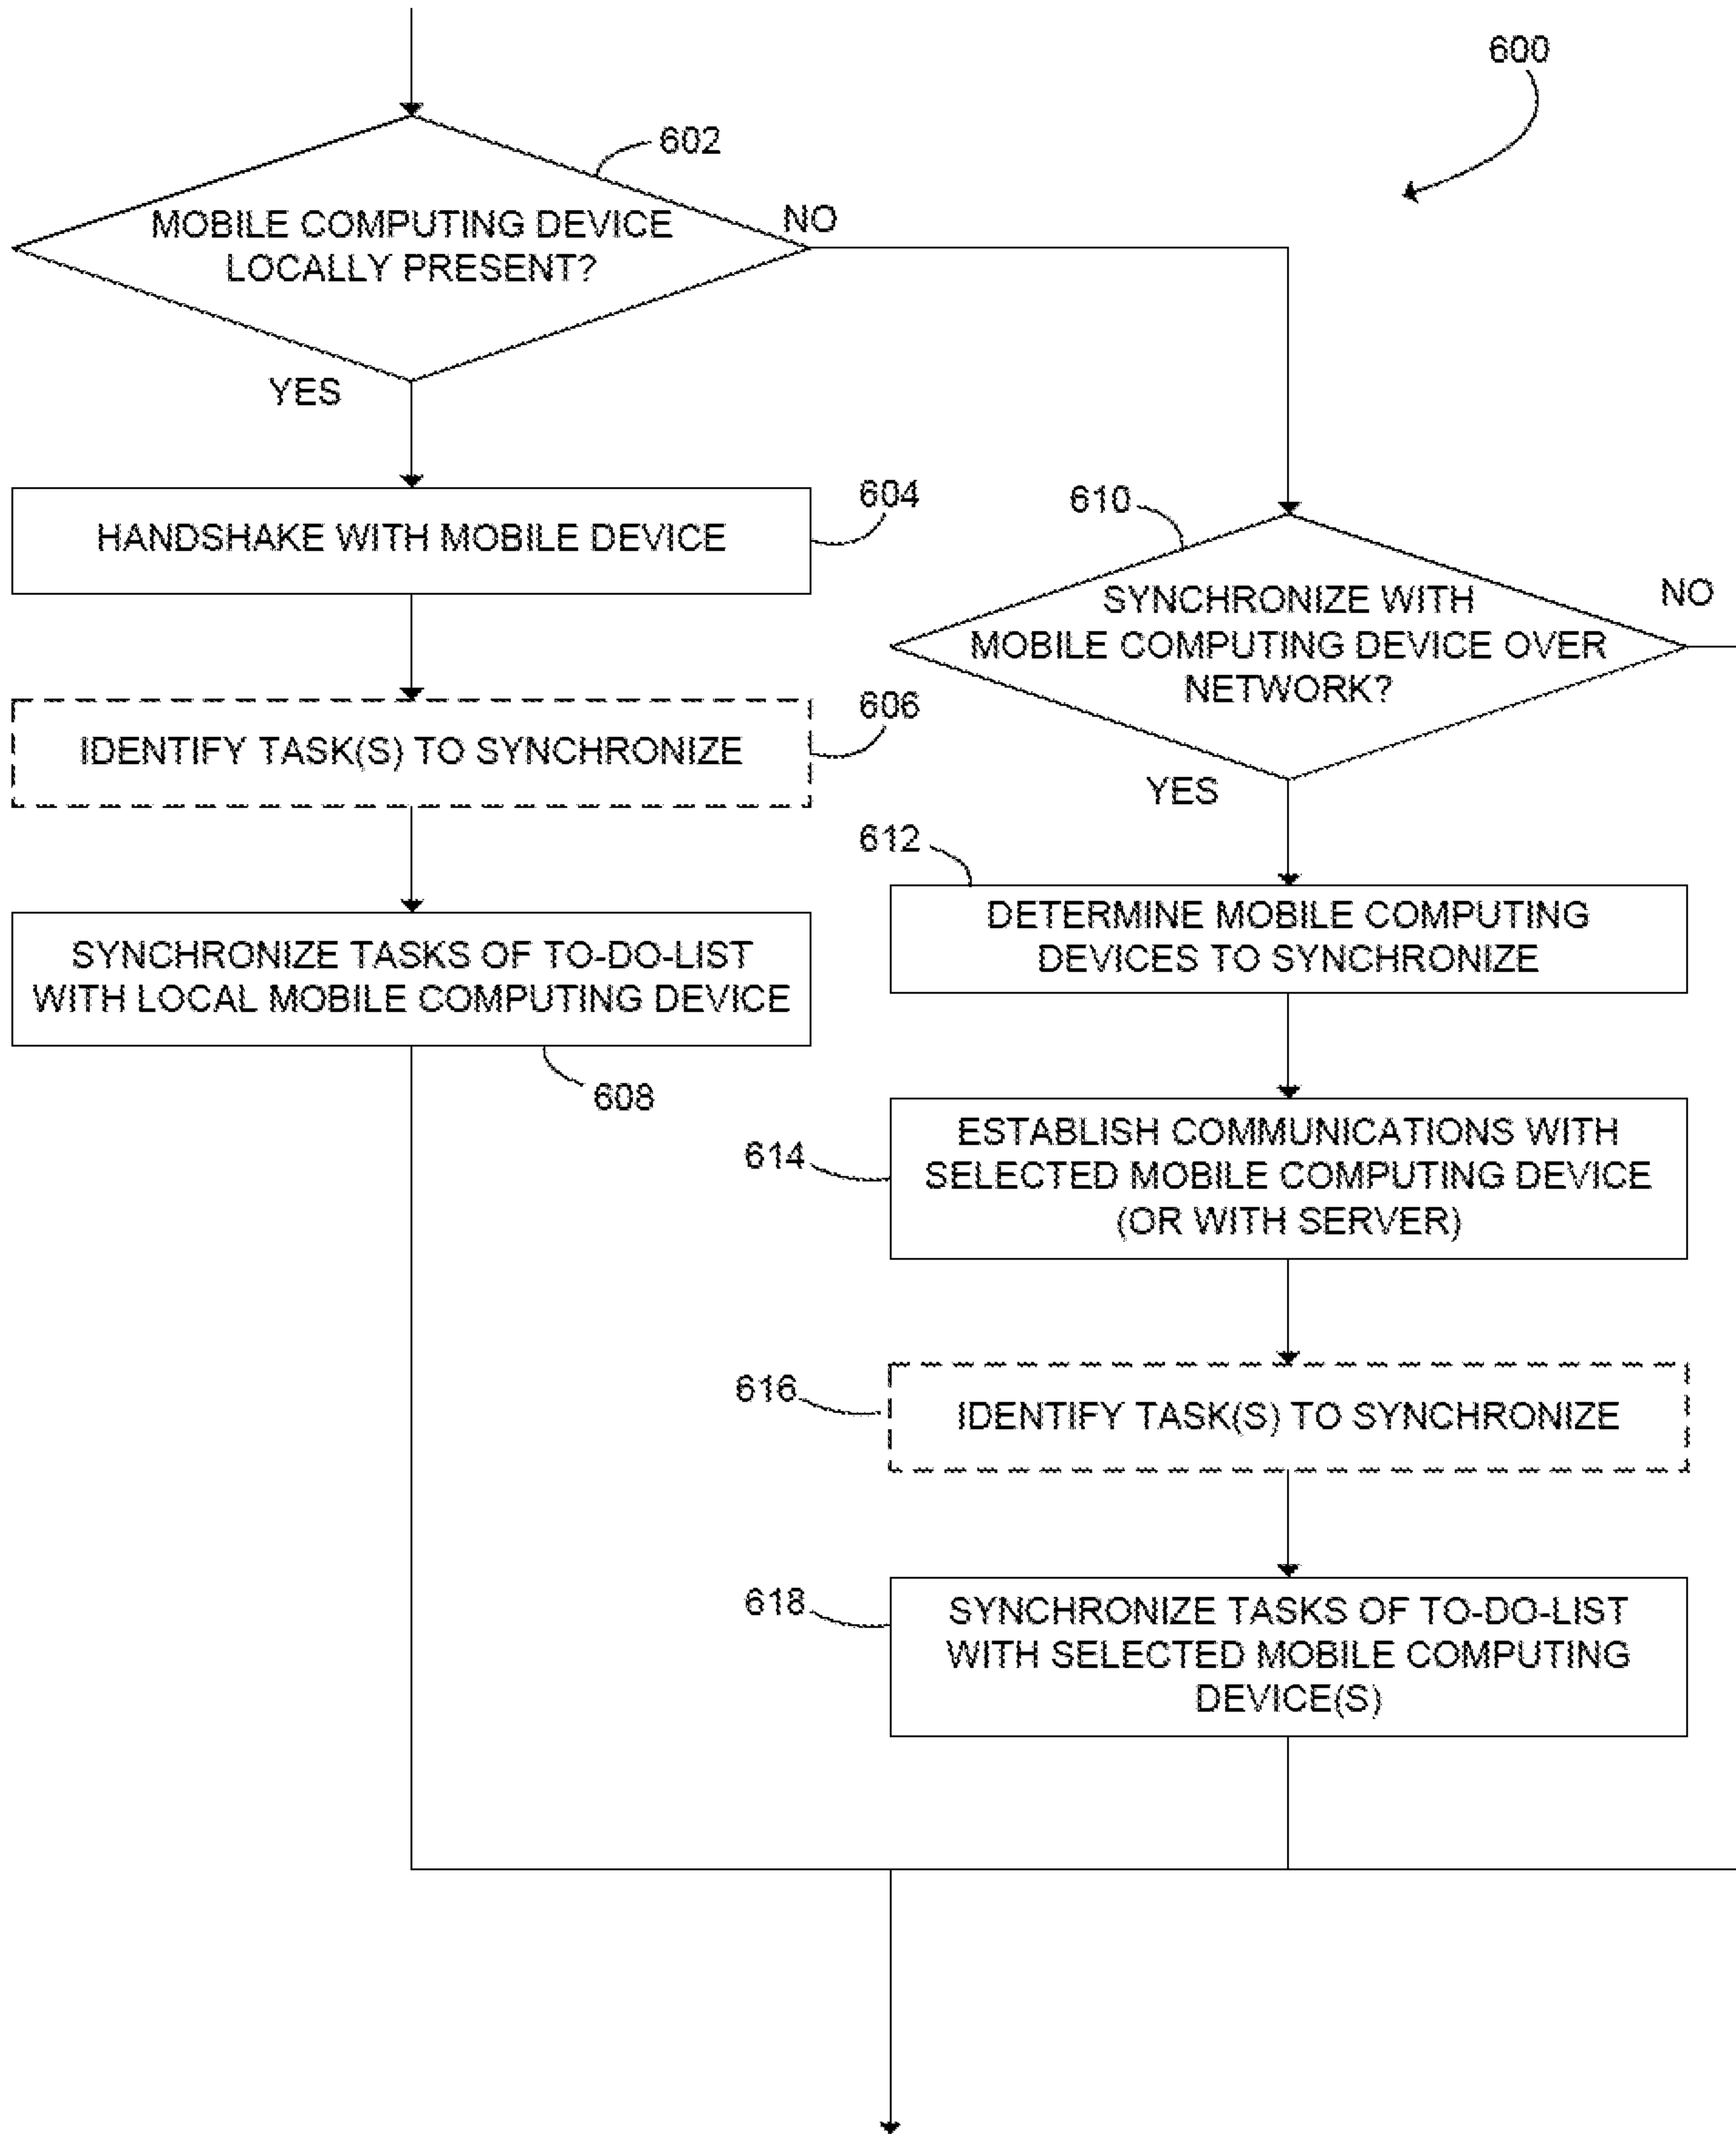 600
602
MOBILE COMPUTING DEVICE
LOCALLY PRESENT?
NO
YES
604
HANDSHAKE WITH MOBILE DEVICE
606
IDENTIFY TASK(S) TO SYNCHRONIZE
SYNCHRONIZE TASKS OF TO-DO-LIST
WITH LOCAL MOBILE COMPUTING DEVICE
608
610
SYNCHRONIZE WITH
MOBILE COMPUTING DEVICE OVER
NETWORK?
NO
YES
612
DETERMINE MOBILE COMPUTING
DEVICES TO SYNCHRONIZE
614
ESTABLISH COMMUNICATIONS WITH
SELECTED MOBILE COMPUTING DEVICE
(OR WITH SERVER)
616
IDENTIFY TASK(S) TO SYNCHRONIZE
618
SYNCHRONIZE TASKS OF TO-DO-LIST
WITH SELECTED MOBILE COMPUTING
DEVICE(S)